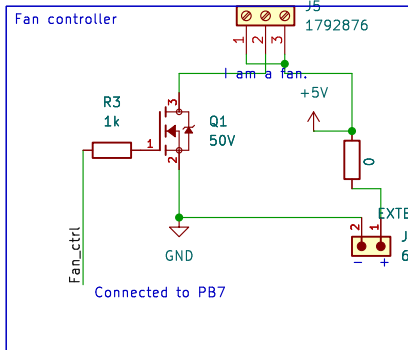 Fan controller
J5
1792876
1 2 3
I am a fan.
+5V
R3
1k
3
Q1
50V
1
2
0
GND
Fan_ctrl
Connected to PB7
2 1
- +